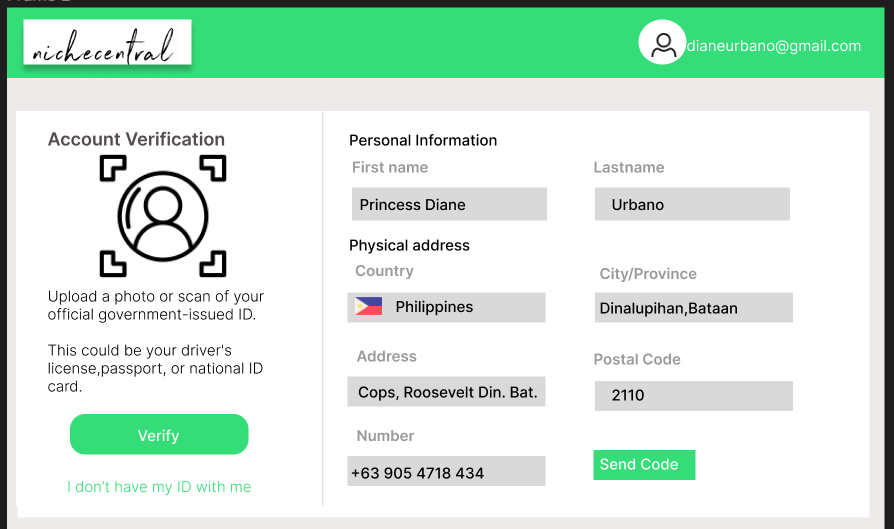 nichecentral
dianeurbano@gmail.com
Account Verification
Upload a photo or scan of your
official government-issued ID.
This could be your driver's
license,passport, or national ID
card.
Verify
I don't have my ID with me
Personal Information
First name Lastname
Princess Diane Urbano
Physical address
Country City/Province
Philippines Dinalupihan,Bataan
Address Postal Code
Cops, Roosevelt Din. Bat. 2110
Number
+63 905 4718 434 Send Code